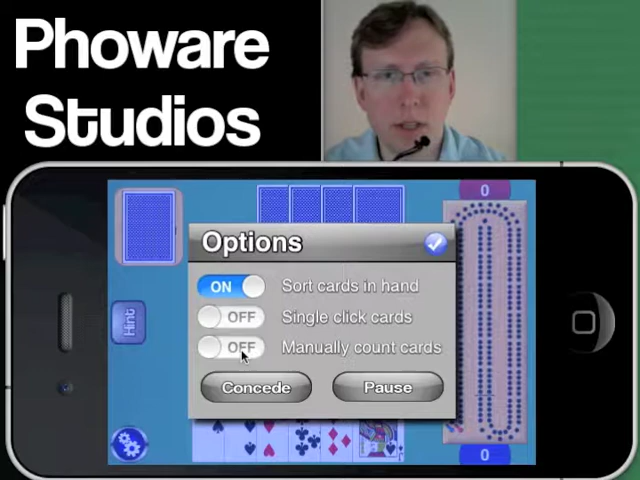 Phoware
Studios
0
Options
ON Sort cards in hand
OFF Single click cards
Hint
OFF Manually count cards
Concede Pause
0